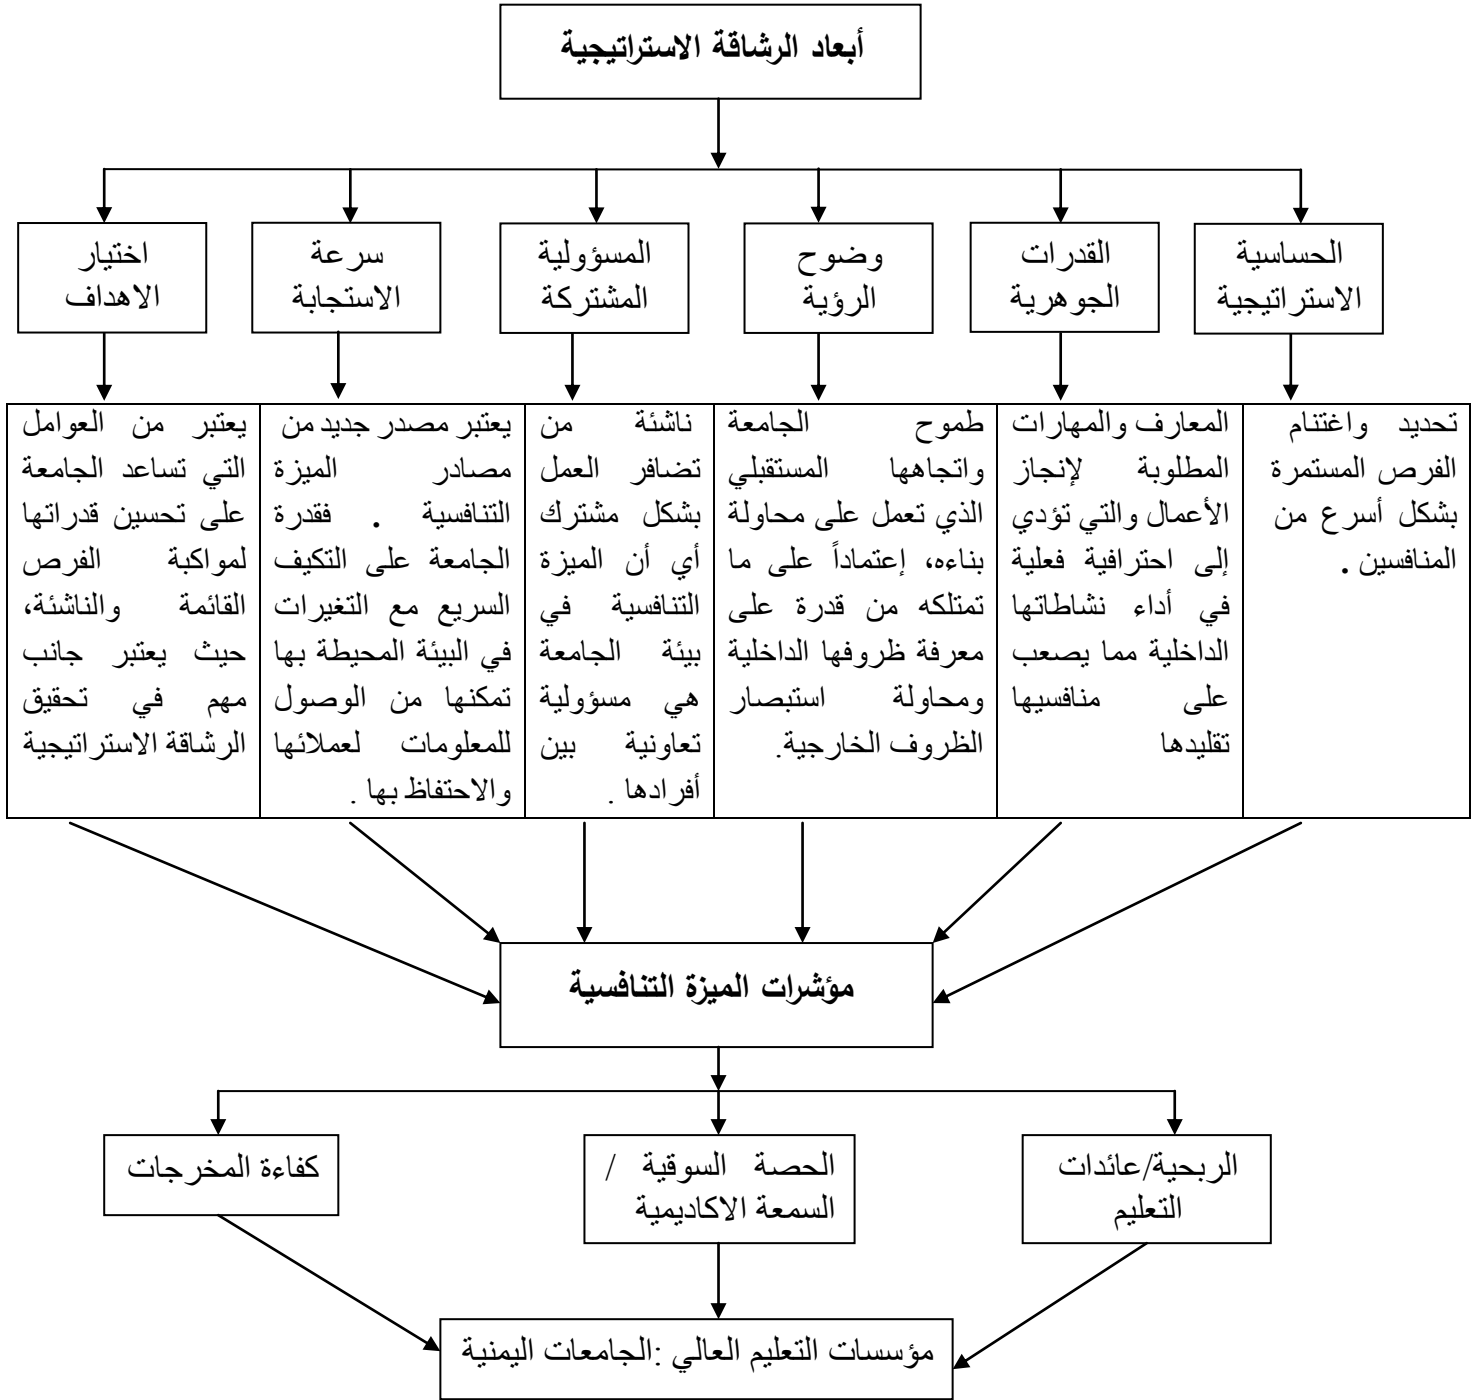 أبعاد الرشاقة الاستراتيجية
الحساسية
الاستراتيجية
القدرات
الجوهرية
وضوح
الرؤية
المسؤولية
المشتركة
سرعة
الاستجابة
اختيار
الاهداف
تحديد واغتنام
الفرص المستمرة
بشكل أسرع من
المنافسين .
المعارف والمهارات
المطلوبة لإنجاز
الأعمال والتي تؤدي
إلى احترافية فعلية
في أداء نشاطاتها
الداخلية مما يصعب
على منافسيها
تقليدها
طموح الجامعة
واتجاهها المستقبلي
الذي تعمل على محاولة
بناءه، إعتماداً على ما
تمتلكه من قدرة على
معرفة ظروفها الداخلية
ومحاولة استبصار
الظروف الخارجية.
ناشئة من
تضافر العمل
بشكل مشترك
أي أن الميزة
التنافسية في
بيئة الجامعة
هي مسؤولية
تعاونية بين
أفرادها .
يعتبر مصدر جديد من
مصادر الميزة
التنافسية . فقدرة
الجامعة على التكيف
السريع مع التغيرات
في البيئة المحيطة بها
تمكنها من الوصول
للمعلومات لعملائها
والاحتفاظ بها .
يعتبر من العوامل
التي تساعد الجامعة
على تحسين قدراتها
لمواكبة الفرص
القائمة والناشئة،
حيث يعتبر جانب
مهم في تحقيق
الرشاقة الاستراتيجية
مؤشرات الميزة التنافسية
الربحية/عائدات
التعليم
الحصة السوقية /
السمعة الاكاديمية
كفاءة المخرجات
مؤسسات التعليم العالي :الجامعات اليمنية